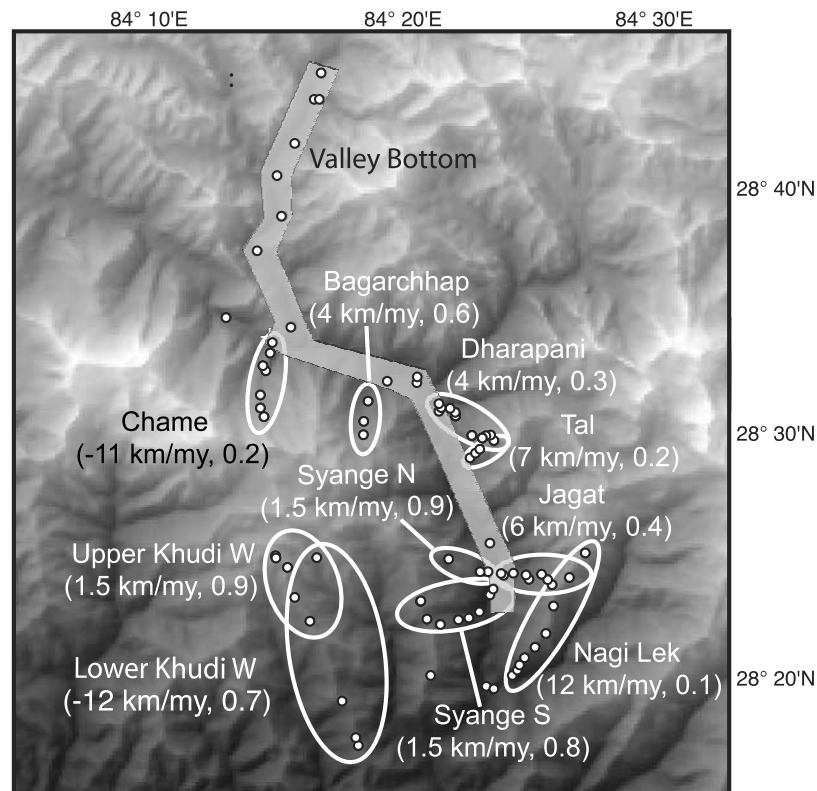 84° 10'E 84° 20'E 84° 30'E
Valley Bottom
28° 40'N
Bagarchhap
(4 km/my, 0.6)
Dharapani
(4 km/my, 0.3)
Chame
(-11 km/my, 0.2)
Tal
(7 km/my, 0.2)
28° 30'N
Syange N
(1.5 km/my, 0.9)
Jagat
(6 km/my, 0.4)
Upper Khudi W
(1.5 km/my, 0.9)
Lower Khudi W
(-12 km/my, 0.7)
Nagi Lek
(12 km/my, 0.1)
28° 20'N
Syange S
(1.5 km/my, 0.8)